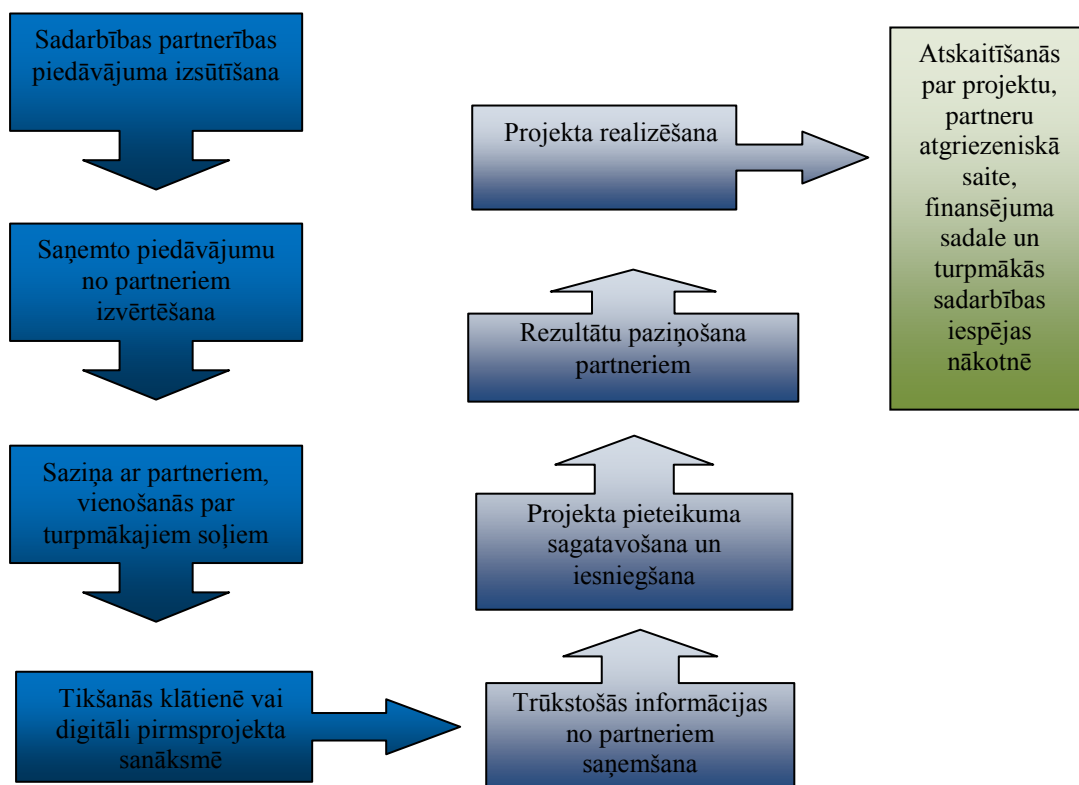 Sadarbības partnerības
piedāvājuma izsūtīšana
Saņemto piedāvājumu
no partneriem
izvērtēšana
Saziņa ar partneriem,
vienošanās par
turpmākajiem soļiem
Tikšanās klātienē vai
digitāli pirmsprojekta
sanāksmē
Trūkstošās informācijas
no partneriem
saņemšana
Projekta pieteikuma
sagatavošana un
iesniegšana
Rezultātu paziņošana
partneriem
Projekta realizēšana
Atskaitīšanās
par projektu,
partneru
atgriezeniskā
saite,
finansējuma
sadale un
turpmākās
sadarbības
iespējas
nākotnē